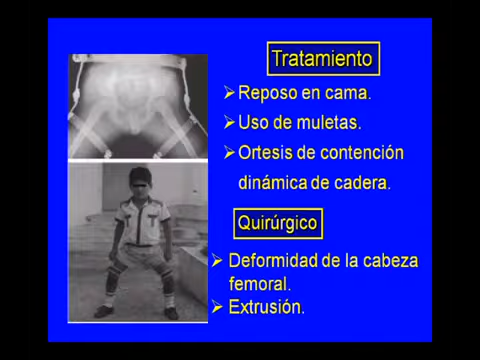 Tratamiento
Reposo en cama.
Uso de muletas.
Ortesis de contención
dinámica de cadera.
Quirúrgico
Deformidad de la cabeza
femoral.
Extrusión.